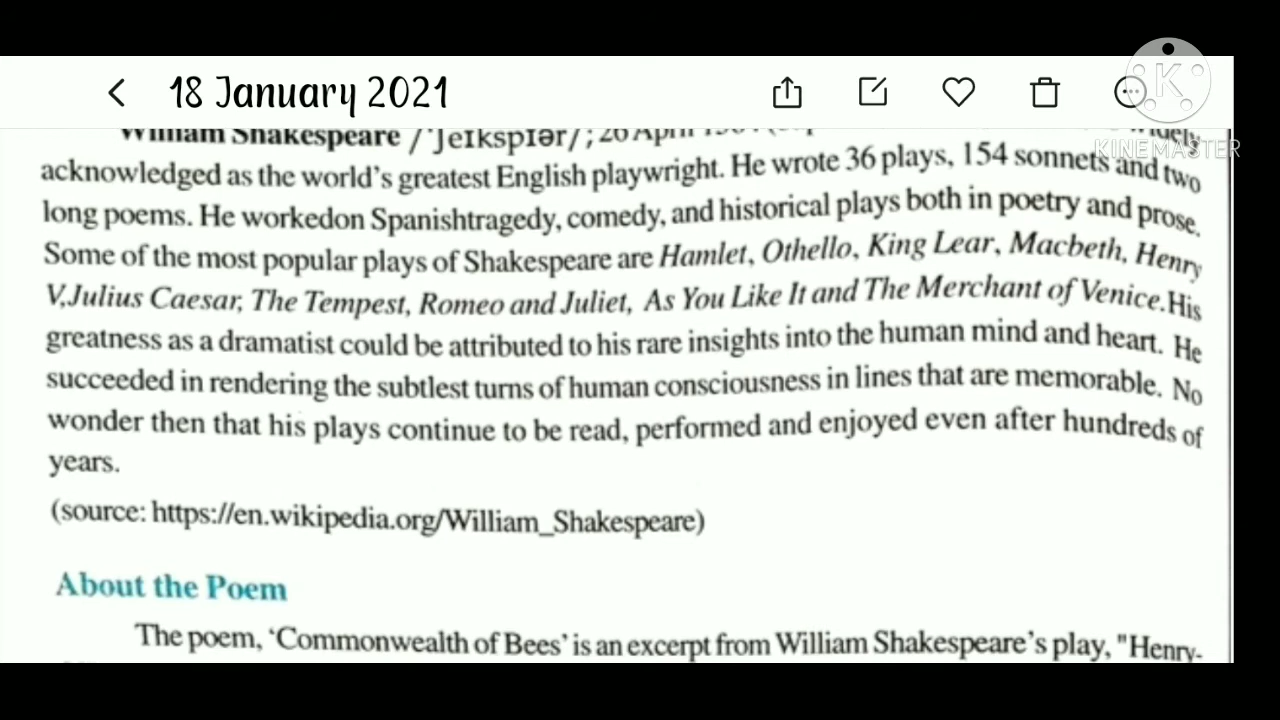 18 January 2021
K
KINEMASTER
William Shakespeare /ˈʃeɪkspɪər/; 26 April
acknowledged as the world's greatest English playwright. He wrote 36 plays, 154 sonnets and two
long poems. He workedon Spanishtragedy, comedy, and historical plays both in poetry and prose.
Some of the most popular plays of Shakespeare are Hamlet, Othello, King Lear, Macbeth, Henry
V,Julius Caesar, The Tempest, Romeo and Juliet, As You Like It and The Merchant of Venice.His
greatness as a dramatist could be attributed to his rare insights into the human mind and heart. He
succeeded in rendering the subtlest turns of human consciousness in lines that are memorable. No
wonder then that his plays continue to be read, performed and enjoyed even after hundreds of
years.
(source: https://en.wikipedia.org/William_Shakespeare)
About the Poem
The poem, 'Commonwealth of Bees' is an excerpt from William Shakespeare's play, "Henry-